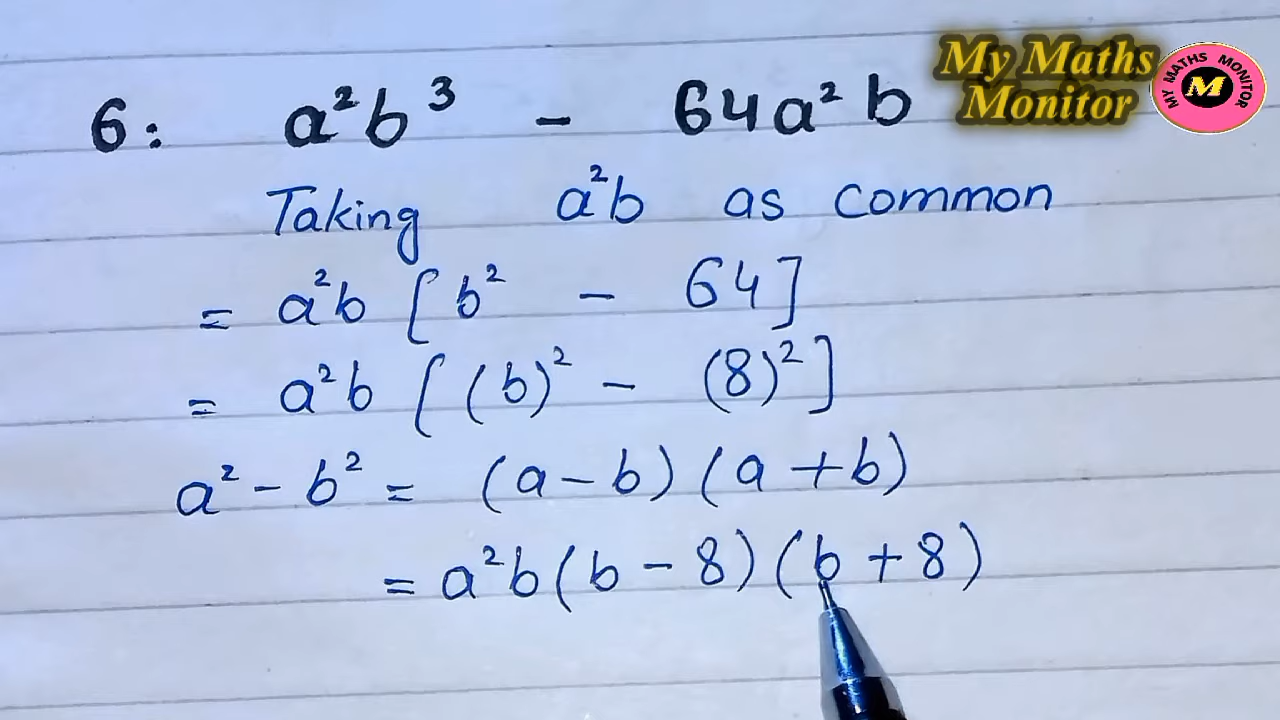 My Maths
Monitor
MY MATHS MONITOR
M
6: a²b³ - 64a²b
Taking a²b as common
= a²b [b² - 64]
= a²b [(b)² - (8)²]
a² - b² = (a - b) (a + b)
= a²b (b - 8) (b + 8)